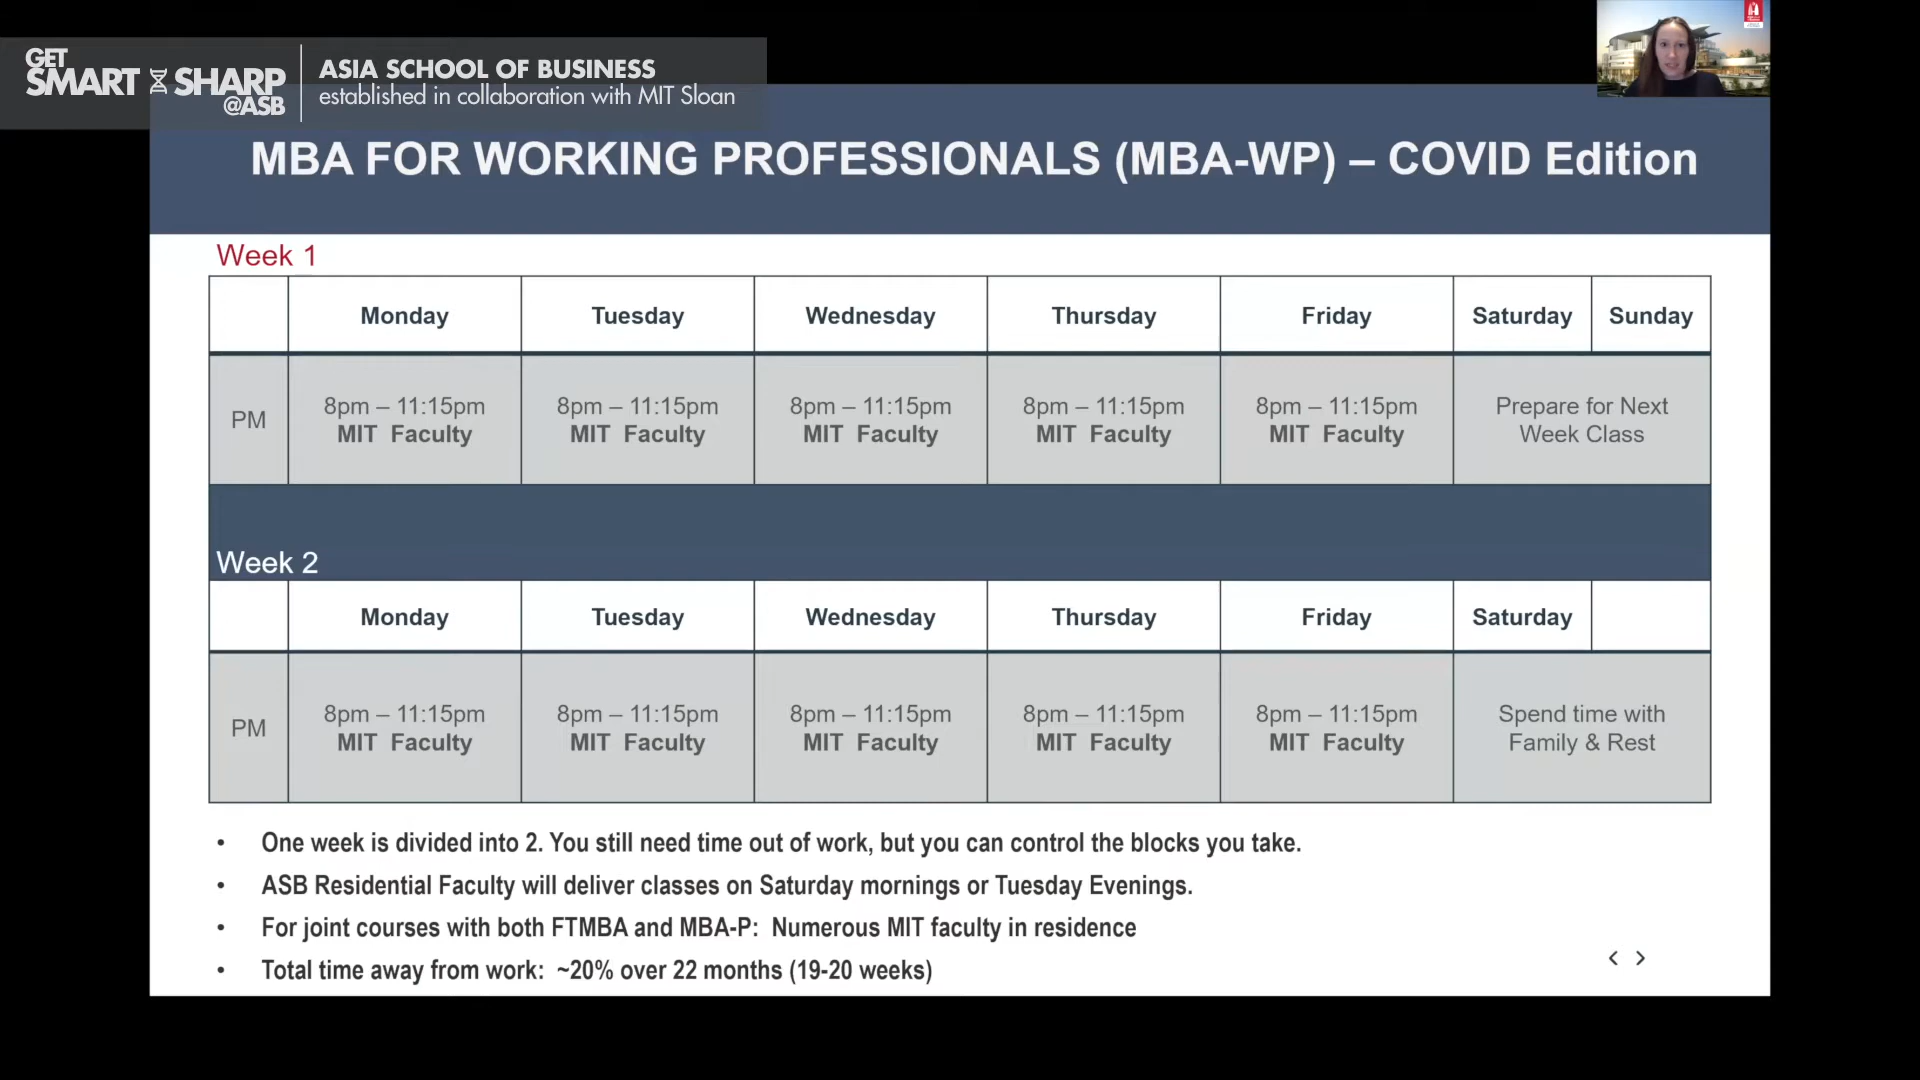 GET
SMART SHARP
@ASB
ASIA SCHOOL OF BUSINESS
established in collaboration with MIT Sloan
MBA FOR WORKING PROFESSIONALS (MBA-WP) – COVID Edition
Week 1
Monday Tuesday Wednesday Thursday Friday Saturday Sunday
PM
8pm – 11:15pm 8pm – 11:15pm 8pm – 11:15pm 8pm – 11:15pm 8pm – 11:15pm Prepare for Next
MIT Faculty MIT Faculty MIT Faculty MIT Faculty MIT Faculty Week Class
Week 2
Monday Tuesday Wednesday Thursday Friday Saturday
PM
8pm – 11:15pm 8pm – 11:15pm 8pm – 11:15pm 8pm – 11:15pm 8pm – 11:15pm Spend time with
MIT Faculty MIT Faculty MIT Faculty MIT Faculty MIT Faculty Family & Rest
• One week is divided into 2. You still need time out of work, but you can control the blocks you take.
• ASB Residential Faculty will deliver classes on Saturday mornings or Tuesday Evenings.
• For joint courses with both FTMBA and MBA-P: Numerous MIT faculty in residence
• Total time away from work: ~20% over 22 months (19-20 weeks)